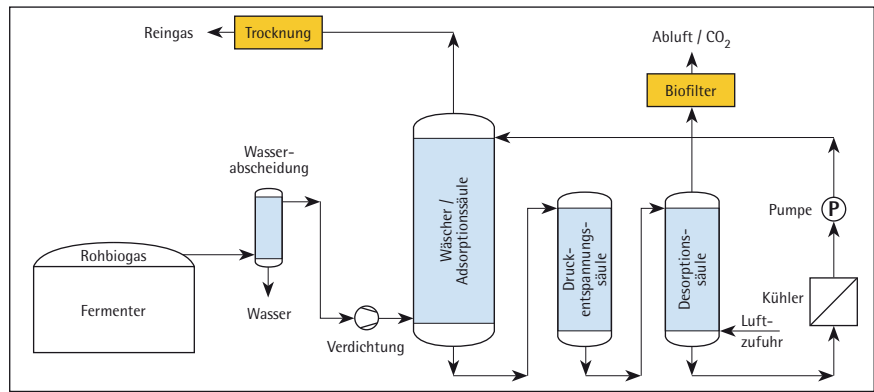 Reingas
Trocknung
Abluft / CO₂
Biofilter
Wasser-
abscheidung
Wäscher /
Adsorptionssäule
Druck-
entspannungs-
säule
Desorptions-
säule
Pumpe
P
Rohbiogas
Fermenter
Wasser
Verdichtung
Kühler
Luft-
zufuhr